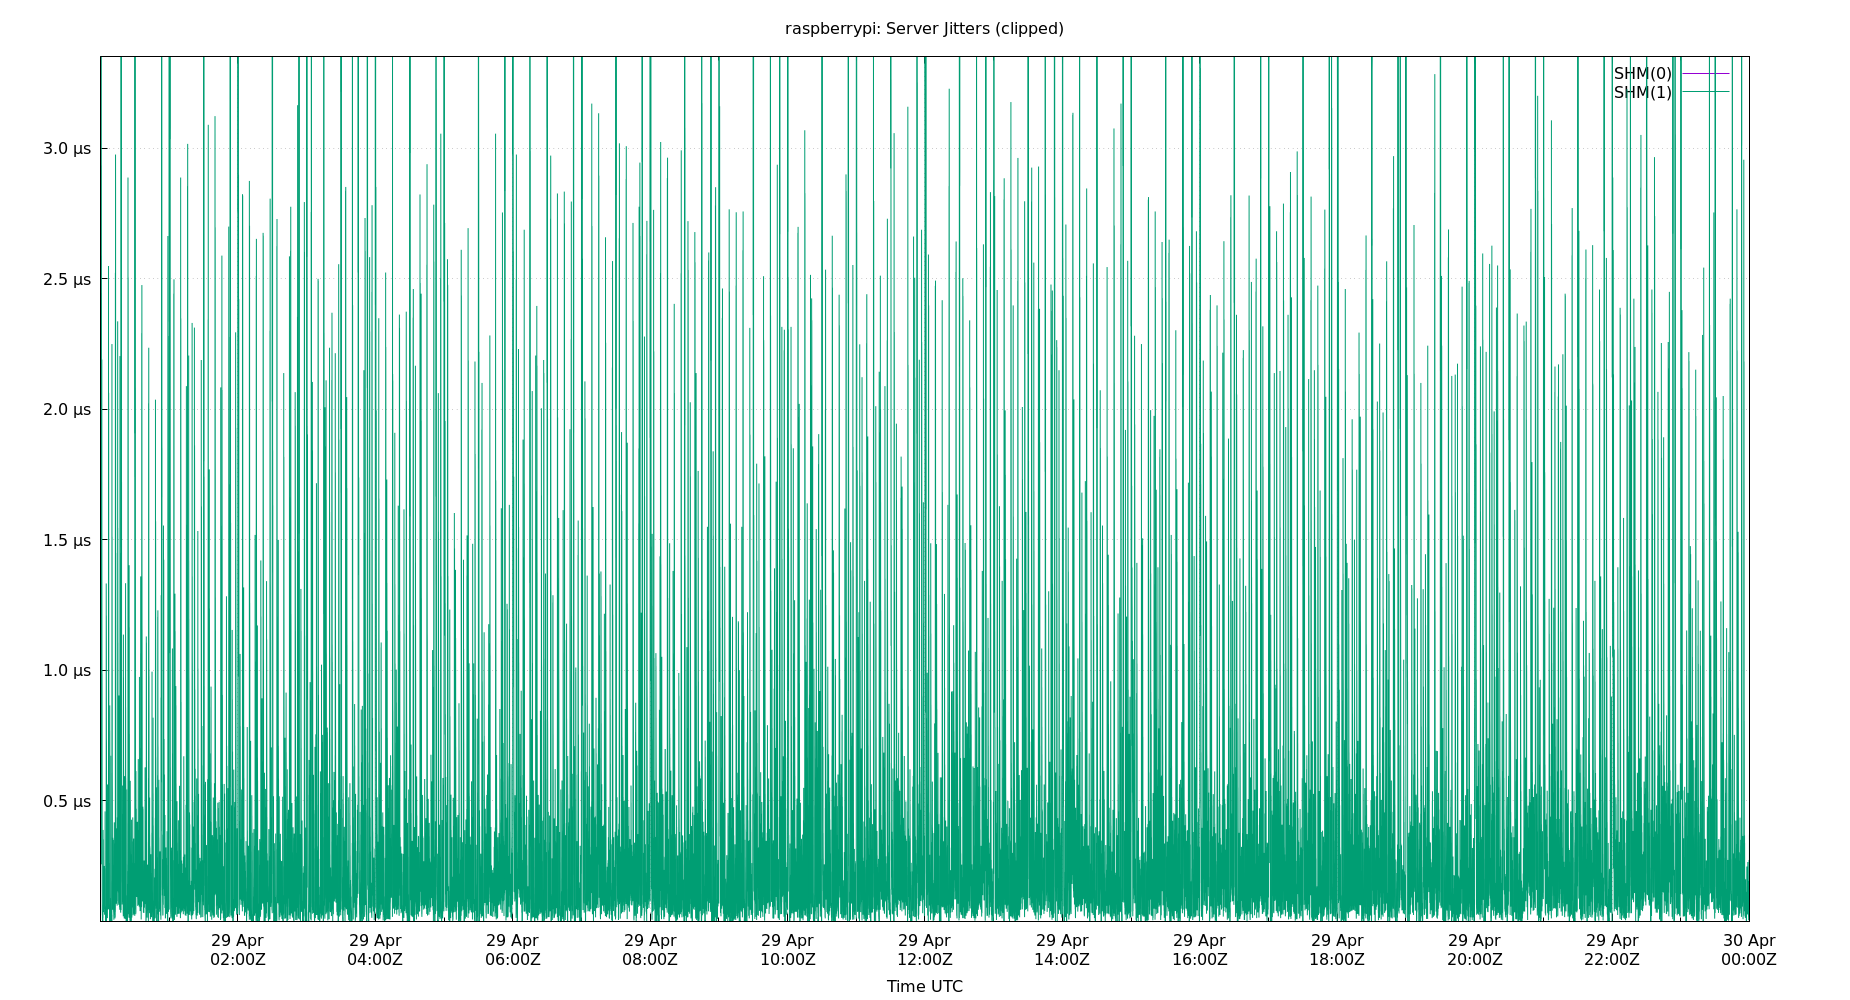 raspberrypi: Server Jitters (clipped)
SHM(0)
SHM(1)
3.0 µs
2.5 µs
2.0 µs
1.5 µs
1.0 µs
0.5 µs
29 Apr 29 Apr 29 Apr 29 Apr 29 Apr 29 Apr 29 Apr 29 Apr 29 Apr 29 Apr 29 Apr 30 Apr
02:00Z 04:00Z 06:00Z 08:00Z 10:00Z 12:00Z 14:00Z 16:00Z 18:00Z 20:00Z 22:00Z 00:00Z
Time UTC